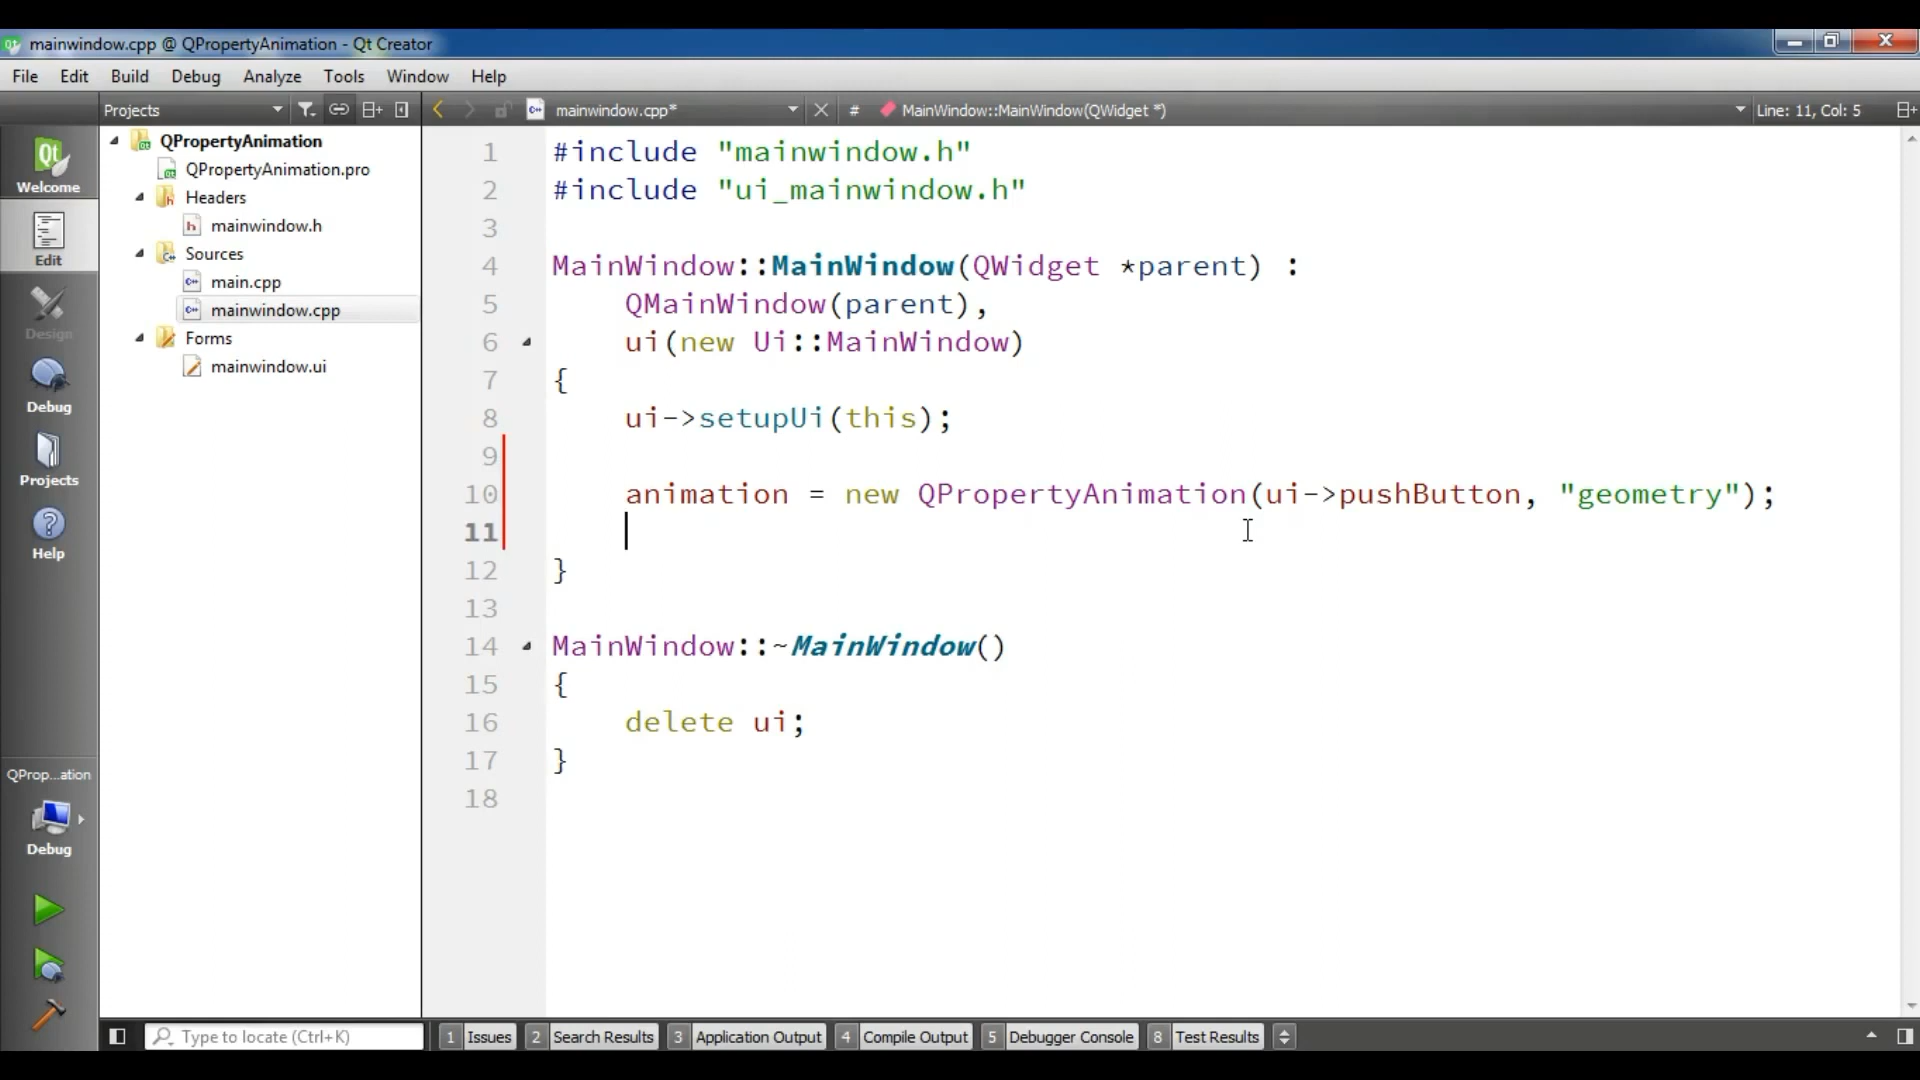 mainwindow.cpp @ QPropertyAnimation - Qt Creator
File Edit Build Debug Analyze Tools Window Help
Projects mainwindow.cpp* # MainWindow::MainWindow(QWidget *) Line: 11, Col: 5
Welcome
Edit
Design
Debug
Projects
Help
QProp...ation
Debug
QPropertyAnimation
QPropertyAnimation.pro
Headers
mainwindow.h
Sources
main.cpp
mainwindow.cpp
Forms
mainwindow.ui
1 #include "mainwindow.h"
2 #include "ui_mainwindow.h"
3
4 MainWindow::MainWindow(QWidget *parent) :
5 QMainWindow(parent),
6 ui(new Ui::MainWindow)
7 {
8 ui->setupUi(this);
9
10 animation = new QPropertyAnimation(ui->pushButton, "geometry");
11
12 }
13
14 MainWindow::~MainWindow()
15 {
16 delete ui;
17 }
18
Type to locate (Ctrl+K) 1 Issues 2 Search Results 3 Application Output 4 Compile Output 5 Debugger Console 8 Test Results